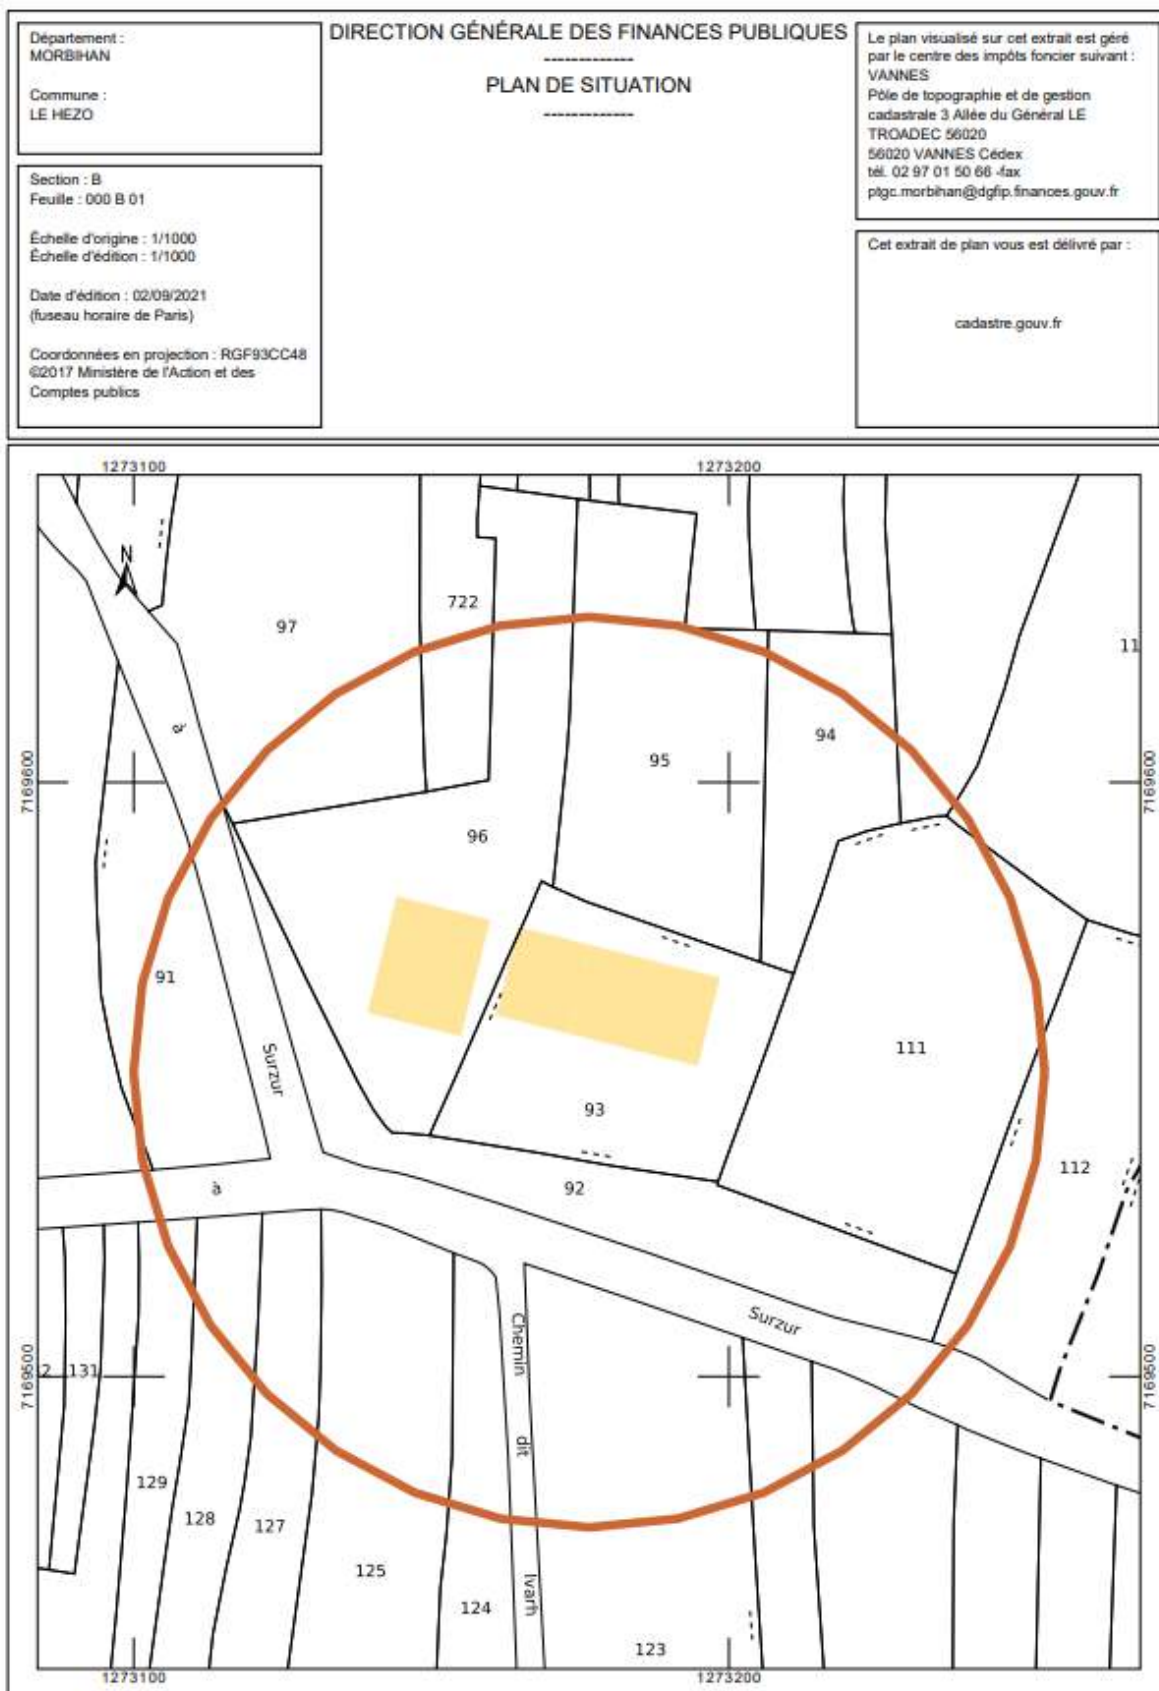 Département :
MORBIHAN
Commune :
LE HEZO
Section : B
Feuille : 000 B 01
Échelle d'origine : 1/1000
Échelle d'édition : 1/1000
Date d'édition : 02/09/2021
(fuseau horaire de Paris)
Coordonnées en projection : RGF93CC48
©2017 Ministère de l'Action et des
Comptes publics
DIRECTION GÉNÉRALE DES FINANCES PUBLIQUES
--------------
PLAN DE SITUATION
--------------
Le plan visualisé sur cet extrait est géré
par le centre des impôts foncier suivant :
VANNES
Pôle de topographie et de gestion
cadastrale 3 Allée du Général LE
TROADEC 56020
56020 VANNES Cédex
tél. 02 97 01 50 66 -fax
ptgc.morbihan@dgfip.finances.gouv.fr
Cet extrait de plan vous est délivré par :
cadastre.gouv.fr
1273100
1273200
N
722
97
11
à
94
95
7169600
7169600
96
91
111
Surzur
93
112
92
à
Surzur
Chemin
dit
Ivarh
2
131
7169500
7169500
129
128
127
125
124
123
1273100
1273200